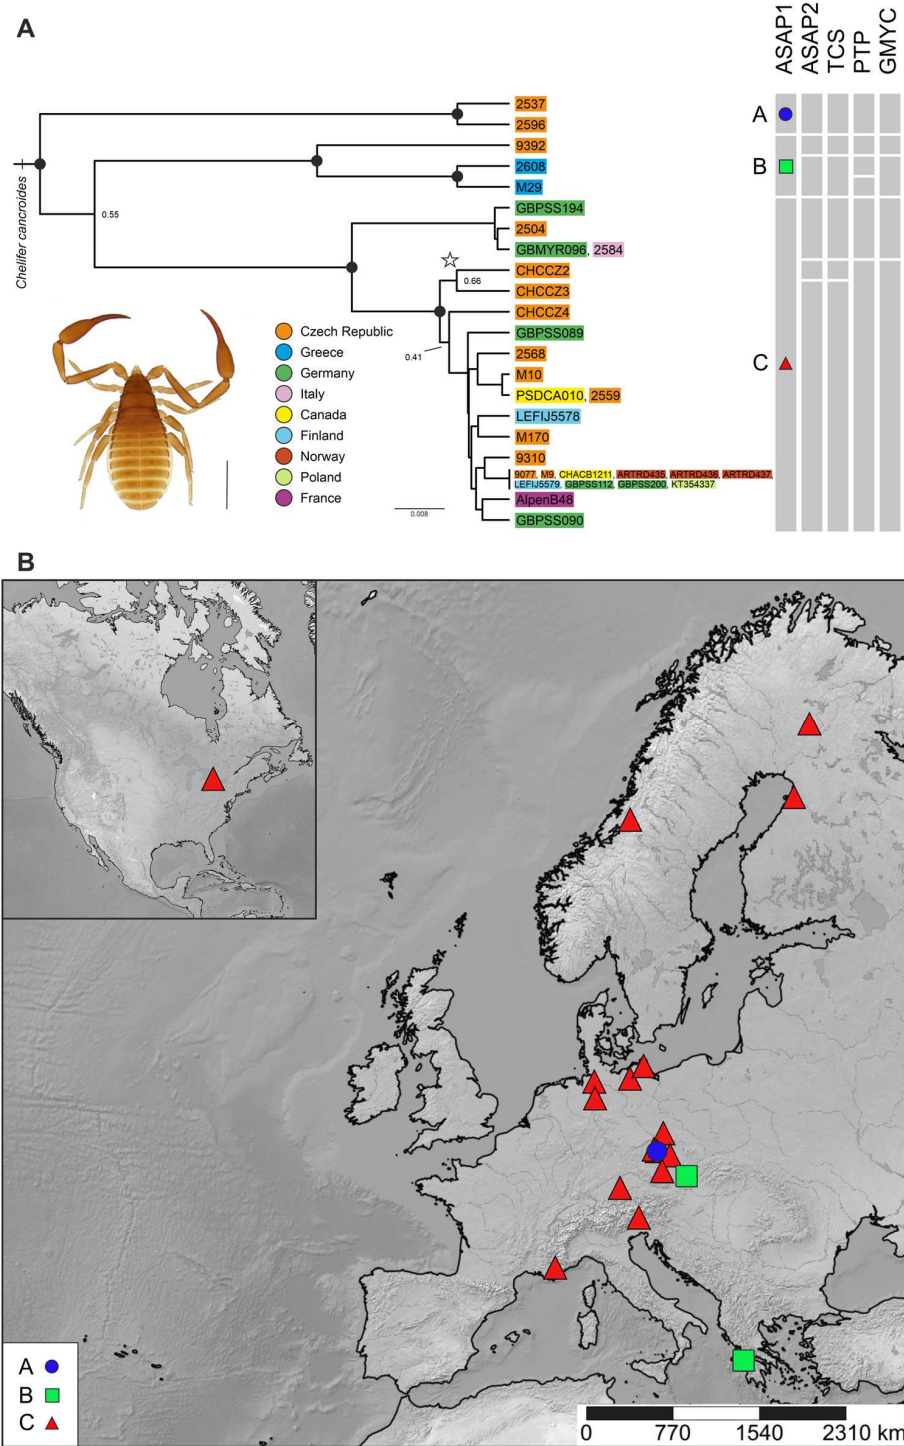 A
ASAP1
ASAP2
TCS
PTP
GMYC
Chelifer cancroides
2537
2596
9392
2608
M29
GBPSS194
2504
GBMYR096, 2584
CHCCZ2
CHCCZ3
CHCCZ4
GBPSS089
2568
M10
PSDCA010, 2559
LEFIJ5578
M170
9310
9077, M9, CHACB1211, ARTRD435, ARTRD436, ARTRD437,
LEFIJ5579, GBPSS112, GBPSS200, KT354337
AlpenB48
GBPSS090
0.55
0.66
0.41
0.008
A
B
C
Czech Republic
Greece
Germany
Italy
Canada
Finland
Norway
Poland
France
B
A
B
C
0 770 1540 2310 km